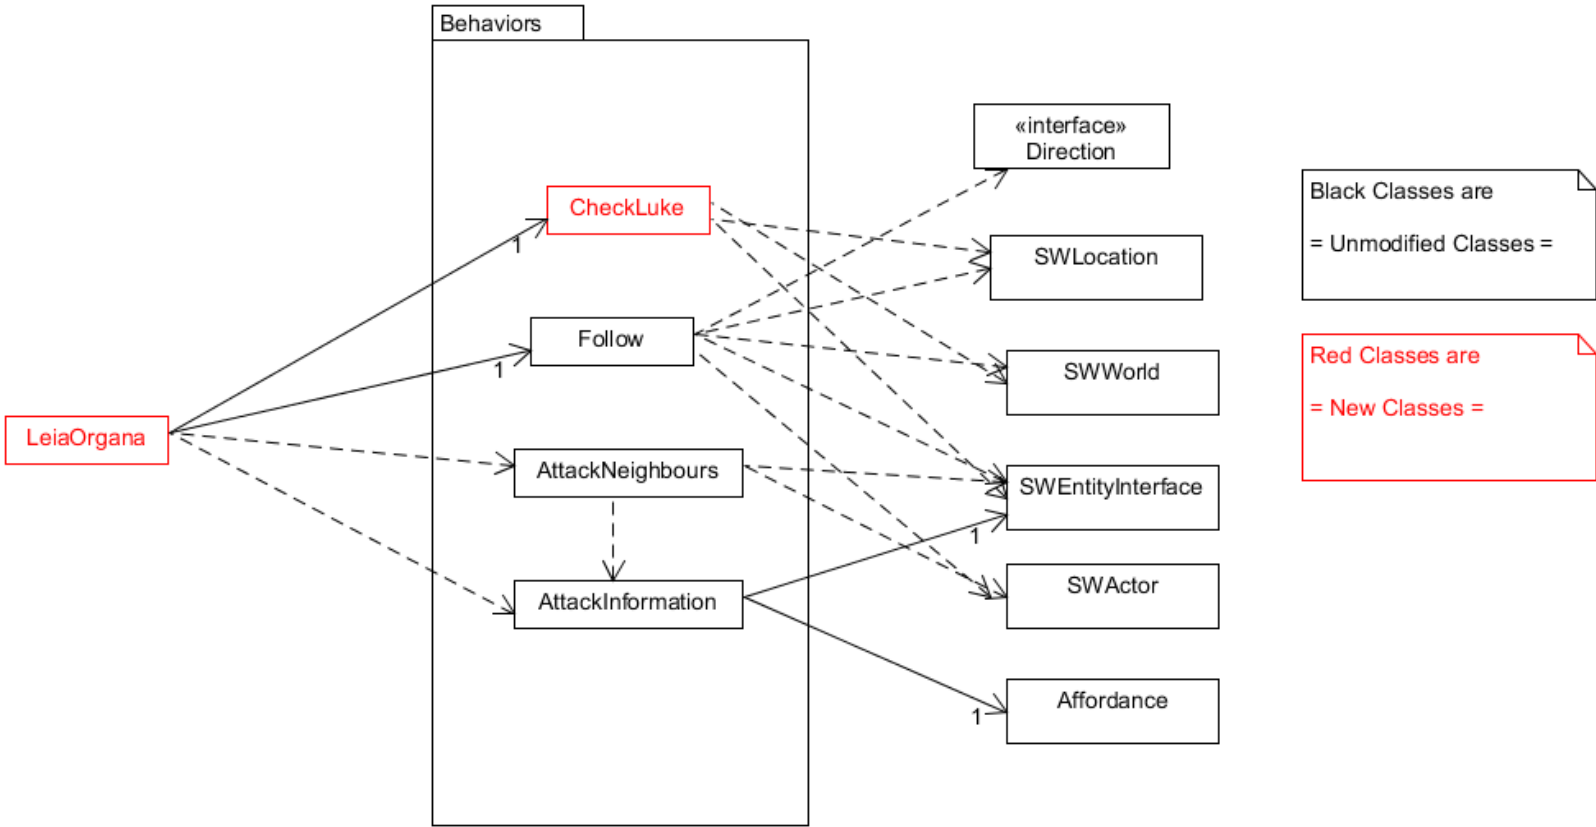 Behaviors
«interface»
Direction
CheckLuke
1
SWLocation
Follow
1
SWWorld
LeiaOrgana
AttackNeighbours
SWEntityInterface
1
AttackInformation
SWActor
Affordance
1
Black Classes are
= Unmodified Classes =
Red Classes are
= New Classes =